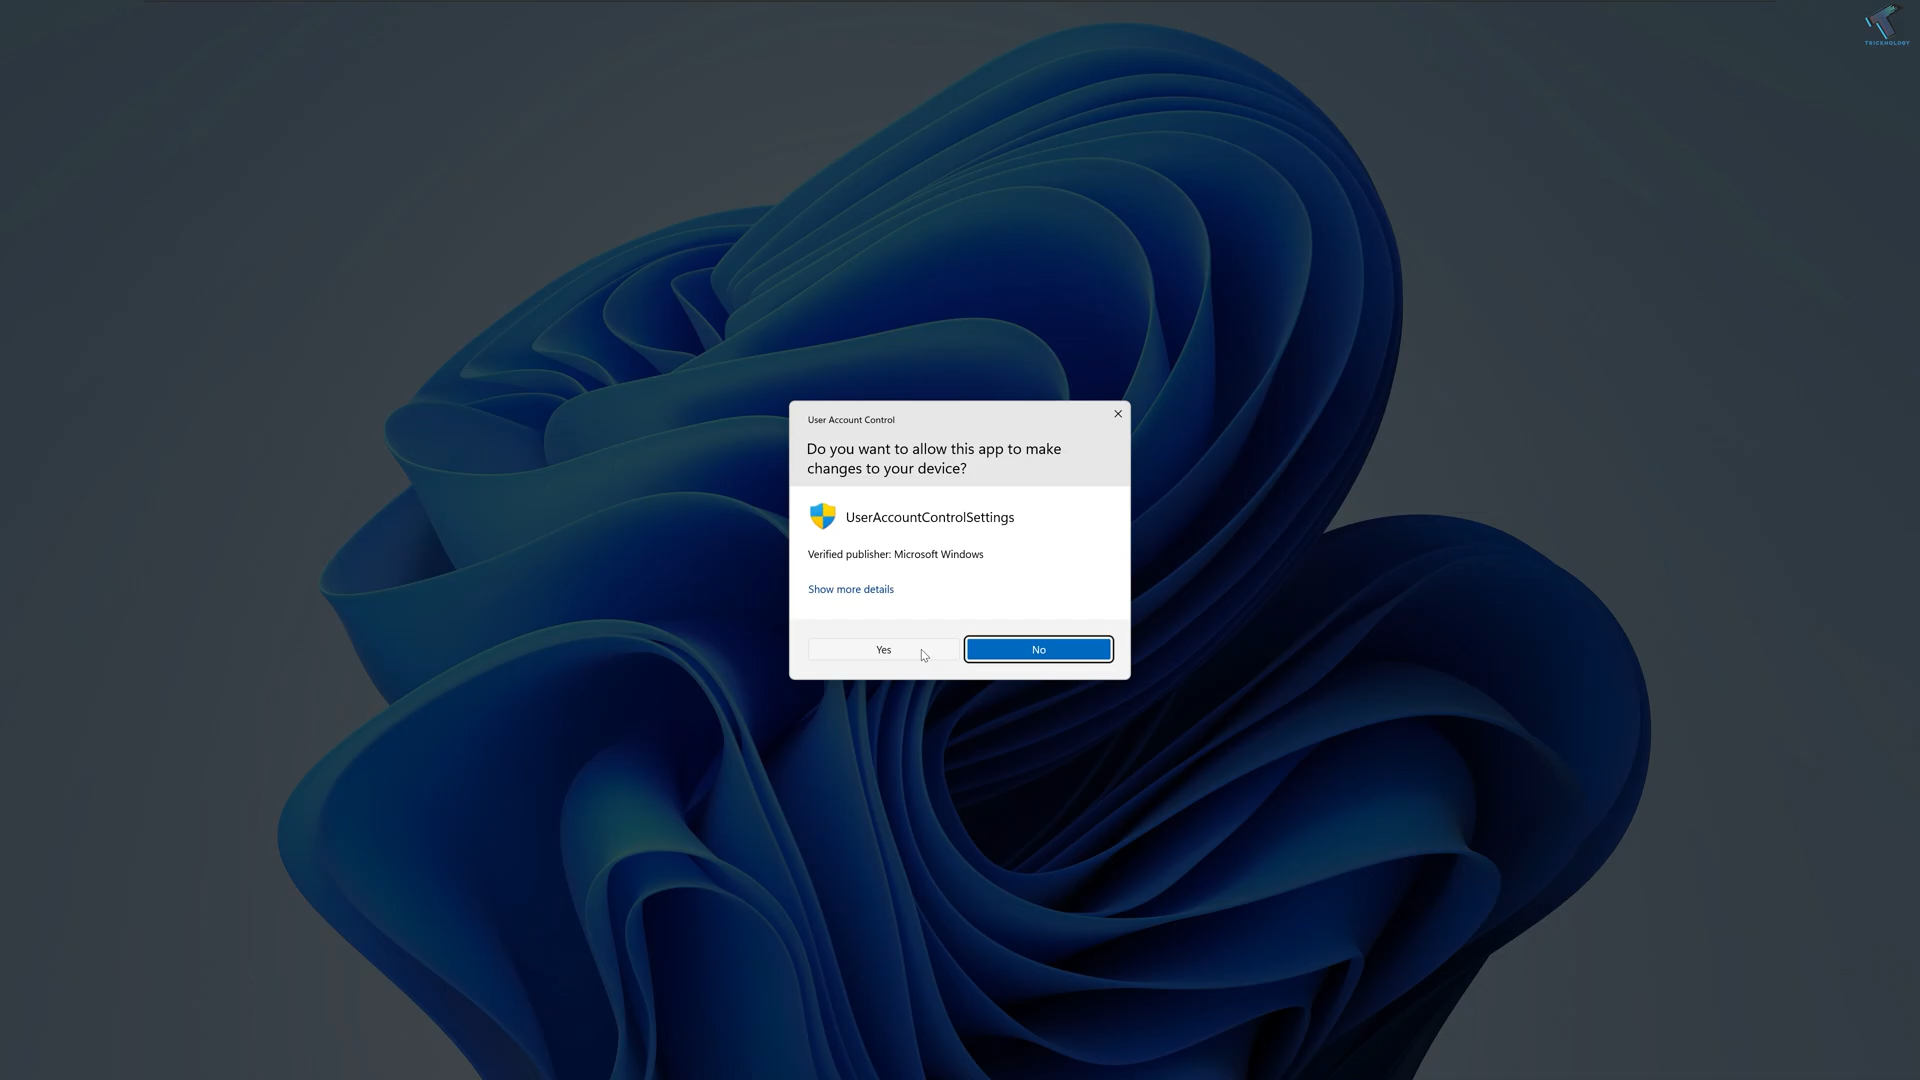 TRICKNOLOGY
User Account Control
Do you want to allow this app to make
changes to your device?
UserAccountControlSettings
Verified publisher: Microsoft Windows
Show more details
Yes
No